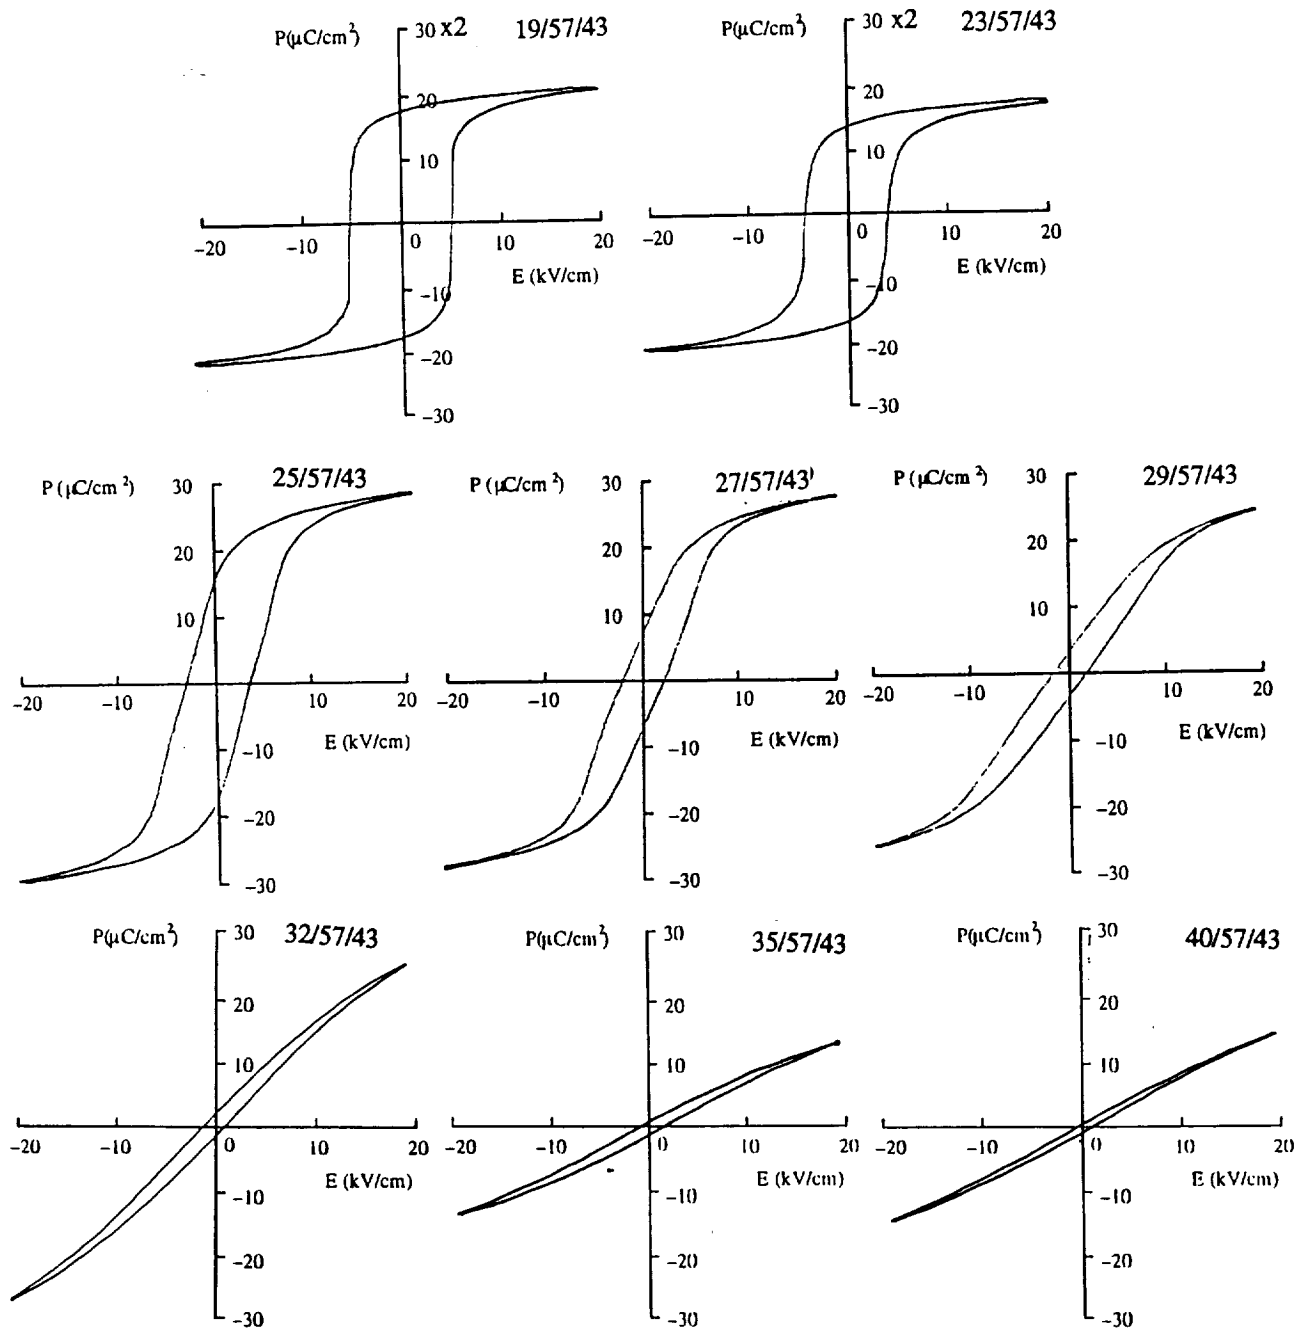 P(μC/cm²) 30 x2 19/57/43
20
10
-20 -10 0 10 20
E (kV/cm)
-10
-20
-30
P(μC/cm²) 30 x2 23/57/43
20
10
-20 -10 0 10 20
E (kV/cm)
-10
-20
-30
P (μC/cm²) 30 25/57/43
20
10
-20 -10 0 10 20
E (kV/cm)
-10
-20
-30
P (μC/cm²) 30 27/57/43
20
10
-20 -10 0 10 20
E (kV/cm)
-10
-20
-30
P (μC/cm²) 30 29/57/43
20
10
-20 -10 0 10 20
E (kV/cm)
-10
-20
-30
P(μC/cm²) 30 32/57/43
20
10
-20 -10 0 10 20
E (kV/cm)
-10
-20
-30
P(μC/cm²) 30 35/57/43
20
10
-20 -10 0 10 20
E (kV/cm)
-10
-20
-30
P(μC/cm²) 30 40/57/43
20
10
-20 -10 0 10 20
E (kV/cm)
-10
-20
-30